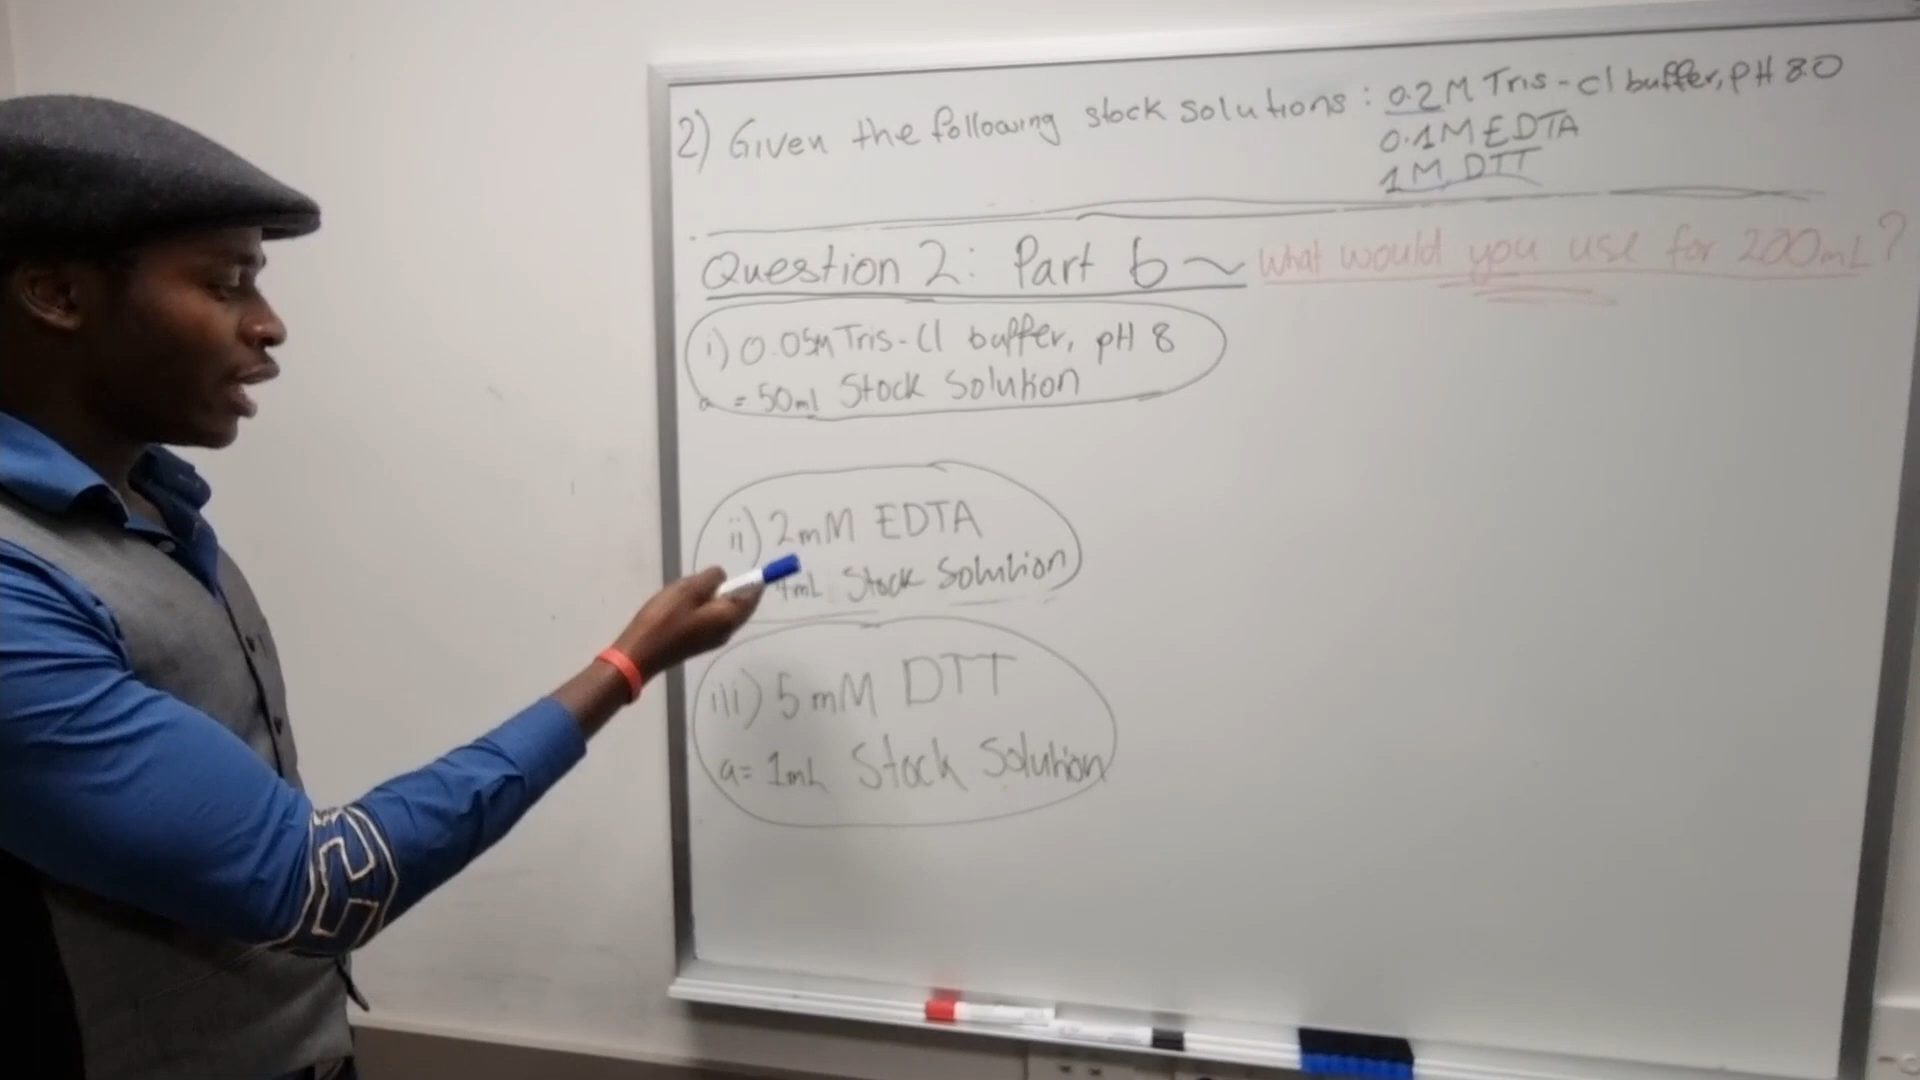 2) Given the following stock solutions : 0.2M Tris-Cl buffer, pH 8.0
0.1M EDTA
1M DTT
Question 2: Part b ~ What would you use for 200mL?
i) 0.05M Tris-Cl buffer, pH 8
a = 50ml Stock Solution
ii) 2mM EDTA
4mL Stock Solution
iii) 5mM DTT
a= 1mL Stock Solution